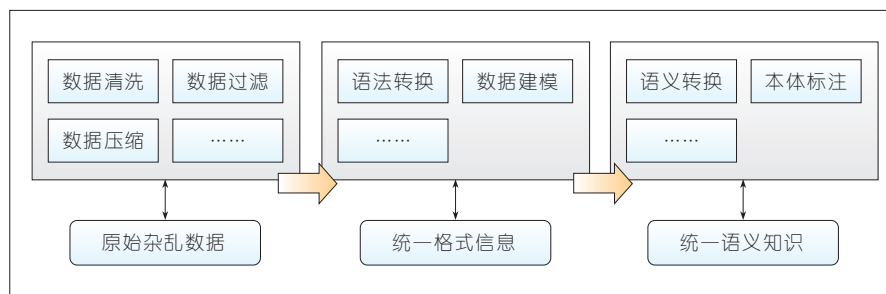 数据清洗 数据过滤
数据压缩 ……
语法转换 数据建模
……
语义转换 本体标注
……
原始杂乱数据
统一格式信息
统一语义知识